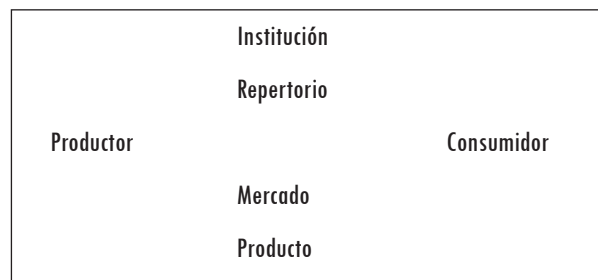 Institución
Repertorio
Productor Consumidor
Mercado
Producto